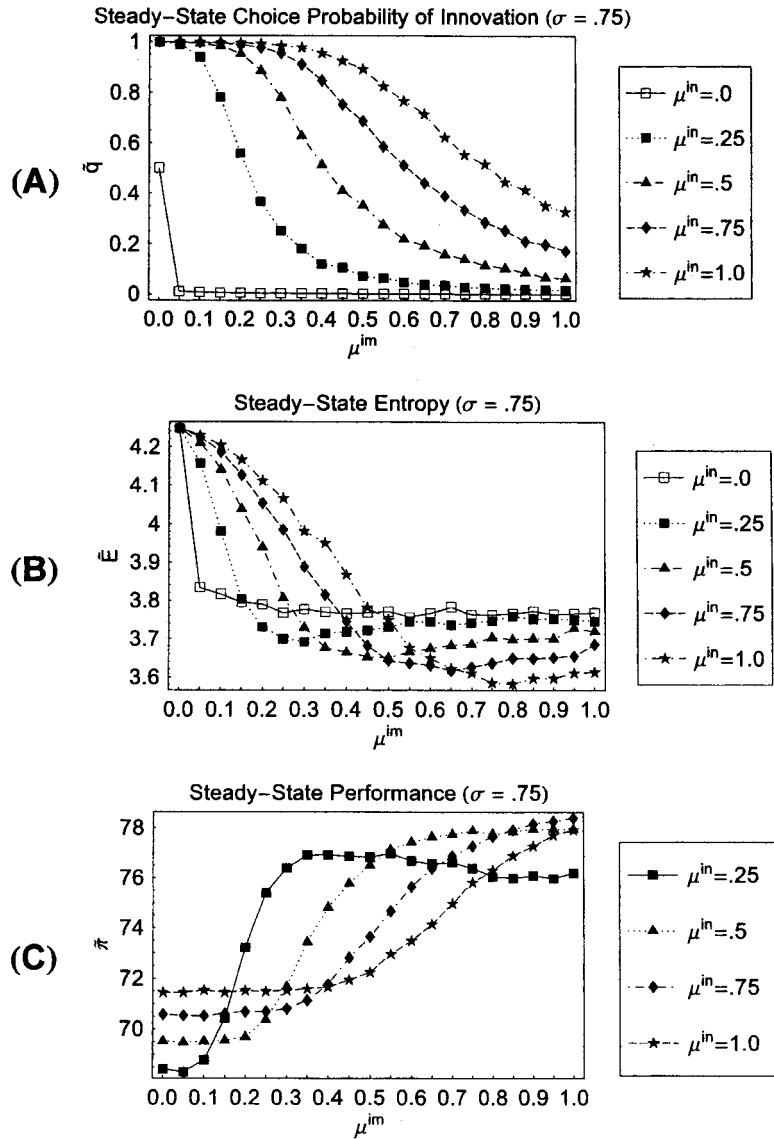 Steady-State Choice Probability of Innovation (σ = .75)
(A)
q̃
1
0.8
0.6
0.4
0.2
0
0.0 0.1 0.2 0.3 0.4 0.5 0.6 0.7 0.8 0.9 1.0
μ^im
μ^in=.0
μ^in=.25
μ^in=.5
μ^in=.75
μ^in=1.0
Steady-State Entropy (σ = .75)
(B)
Ẽ
4.2
4.1
4
3.9
3.8
3.7
3.6
0.0 0.1 0.2 0.3 0.4 0.5 0.6 0.7 0.8 0.9 1.0
μ^im
μ^in=.0
μ^in=.25
μ^in=.5
μ^in=.75
μ^in=1.0
Steady-State Performance (σ = .75)
(C)
π̃
78
76
74
72
70
0.0 0.1 0.2 0.3 0.4 0.5 0.6 0.7 0.8 0.9 1.0
μ^im
μ^in=.25
μ^in=.5
μ^in=.75
μ^in=1.0